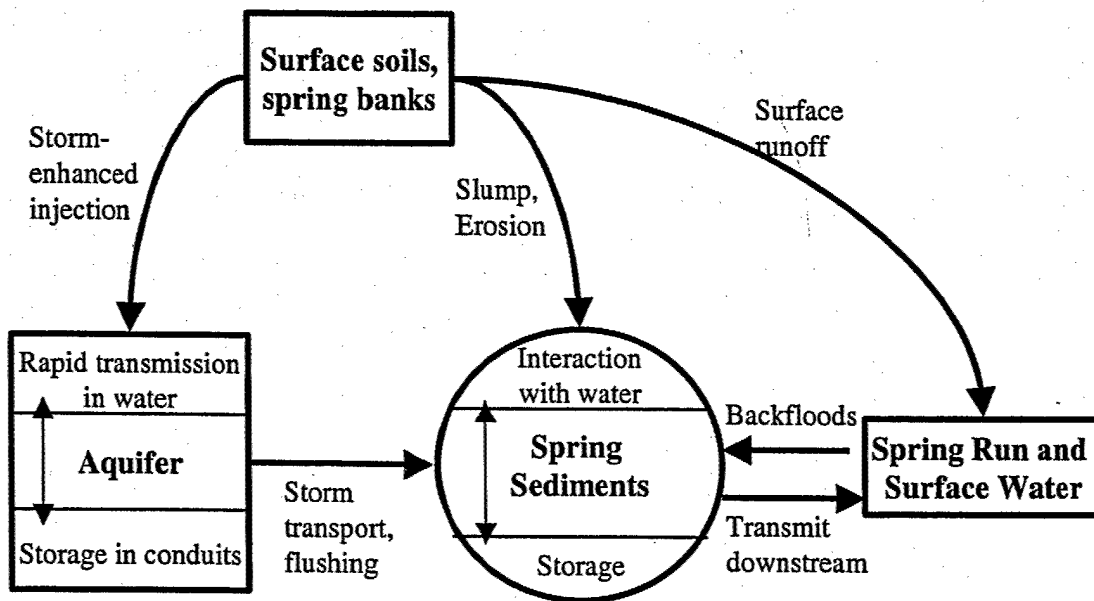 Surface soils,
spring banks
Storm-
enhanced
injection
Slump,
Erosion
Surface
runoff
Rapid transmission
in water
Aquifer
Storage in conduits
Storm
transport,
flushing
Interaction
with water
Spring
Sediments
Storage
Backfloods
Transmit
downstream
Spring Run and
Surface Water